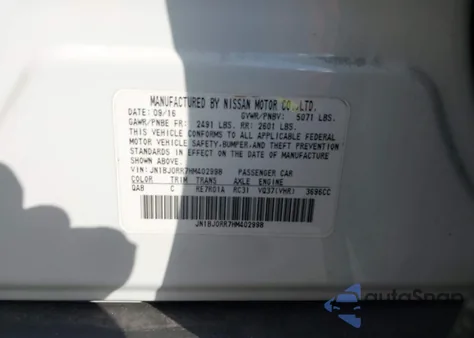 MANUFACTURED BY NISSAN MOTOR CO.,LTD.
DATE: 09/16 GVWR/PNBV: 5071 LBS.
GAWR/PNBE FR: 2491 LBS. RR: 2601 LBS.
THIS VEHICLE CONFORMS TO ALL APPLICABLE FEDERAL
MOTOR VEHICLE SAFETY,BUMPER,AND THEFT PREVENTION
STANDARDS IN EFFECT ON THE DATE OF MANUFACTURE
SHOWN ABOVE.
VIN:JN1BJ0RR7HM402998 PASSENGER CAR
COLOR TRIM TRANS AXLE ENGINE
QAB C RE7R01A RC31 VQ37(VHR) 3696CC
JN1BJ0RR7HM402998
autoSnap